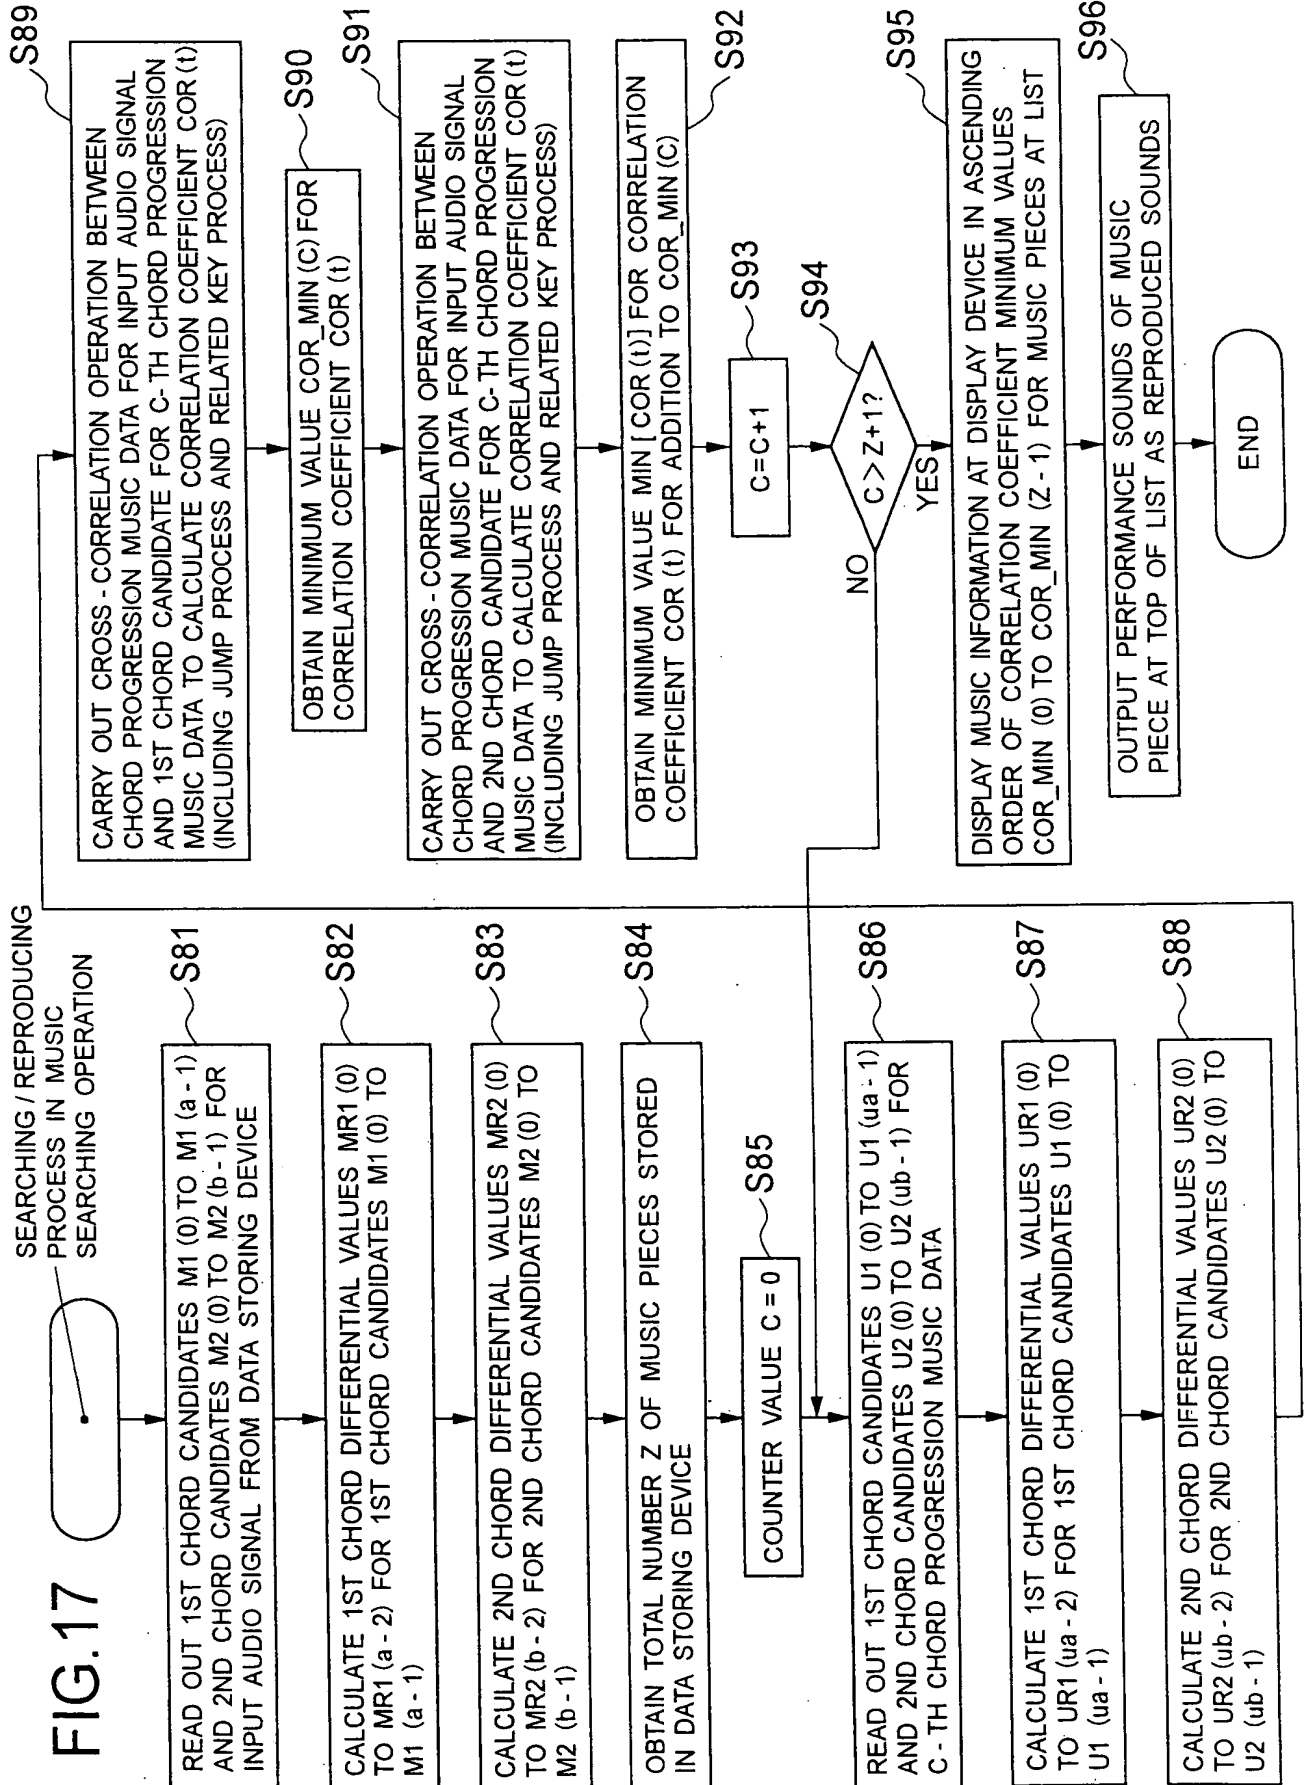 FIG.17
SEARCHING / REPRODUCING
PROCESS IN MUSIC
SEARCHING OPERATION
S81
READ OUT 1ST CHORD CANDIDATES M1 (0) TO M1 (a - 1)
AND 2ND CHORD CANDIDATES M2 (0) TO M2 (b - 1) FOR
INPUT AUDIO SIGNAL FROM DATA STORING DEVICE
S82
CALCULATE 1ST CHORD DIFFERENTIAL VALUES MR1 (0)
TO MR1 (a - 2) FOR 1ST CHORD CANDIDATES M1 (0) TO
M1 (a - 1)
S83
CALCULATE 2ND CHORD DIFFERENTIAL VALUES MR2 (0)
TO MR2 (b - 2) FOR 2ND CHORD CANDIDATES M2 (0) TO
M2 (b - 1)
S84
OBTAIN TOTAL NUMBER Z OF MUSIC PIECES STORED
IN DATA STORING DEVICE
S85
COUNTER VALUE C = 0
S86
READ OUT 1ST CHORD CANDIDATES U1 (0) TO U1 (ua - 1)
AND 2ND CHORD CANDIDATES U2 (0) TO U2 (ub - 1) FOR
C - TH CHORD PROGRESSION MUSIC DATA
S87
CALCULATE 1ST CHORD DIFFERENTIAL VALUES UR1 (0)
TO UR1 (ua - 2) FOR 1ST CHORD CANDIDATES U1 (0) TO
U1 (ua - 1)
S88
CALCULATE 2ND CHORD DIFFERENTIAL VALUES UR2 (0)
TO UR2 (ub - 2) FOR 2ND CHORD CANDIDATES U2 (0) TO
U2 (ub - 1)
S89
CARRY OUT CROSS - CORRELATION OPERATION BETWEEN
CHORD PROGRESSION MUSIC DATA FOR INPUT AUDIO SIGNAL
AND 1ST CHORD CANDIDATE FOR C- TH CHORD PROGRESSION
MUSIC DATA TO CALCULATE CORRELATION COEFFICIENT COR (t)
(INCLUDING JUMP PROCESS AND RELATED KEY PROCESS)
S90
OBTAIN MINIMUM VALUE COR_MIN (C) FOR
CORRELATION COEFFICIENT COR (t)
S91
CARRY OUT CROSS - CORRELATION OPERATION BETWEEN
CHORD PROGRESSION MUSIC DATA FOR INPUT AUDIO SIGNAL
AND 2ND CHORD CANDIDATE FOR C- TH CHORD PROGRESSION
MUSIC DATA TO CALCULATE CORRELATION COEFFICIENT COR (t)
(INCLUDING JUMP PROCESS AND RELATED KEY PROCESS)
S92
OBTAIN MINIMUM VALUE MIN [ COR (t) ] FOR CORRELATION
COEFFICIENT COR (t) FOR ADDITION TO COR_MIN (C)
S93
C=C+1
S94
C>Z+1?
NO
YES
S95
DISPLAY MUSIC INFORMATION AT DISPLAY DEVICE IN ASCENDING
ORDER OF CORRELATION COEFFICIENT MINIMUM VALUES
COR_MIN (0) TO COR_MIN (Z - 1) FOR MUSIC PIECES AT LIST
S96
OUTPUT PERFORMANCE SOUNDS OF MUSIC
PIECE AT TOP OF LIST AS REPRODUCED SOUNDS
END